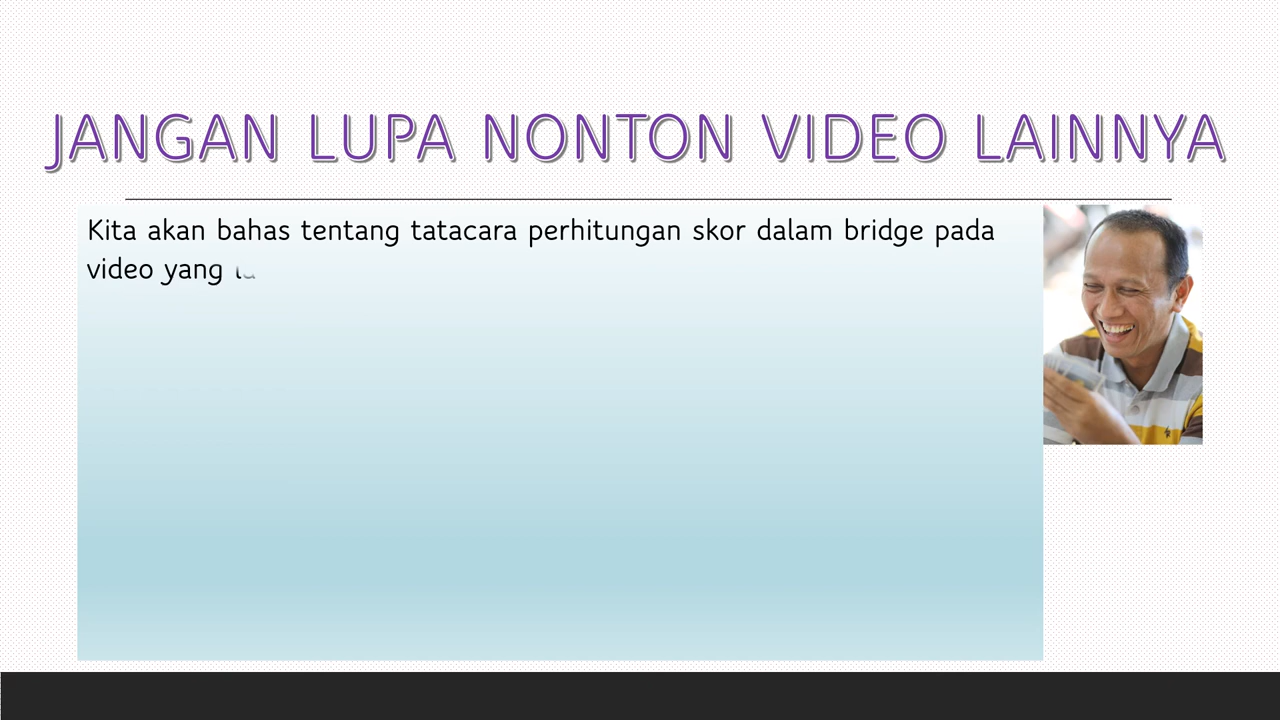 JANGAN LUPA NONTON VIDEO LAINNYA
Kita akan bahas tentang tatacara perhitungan skor dalam bridge pada
video yang